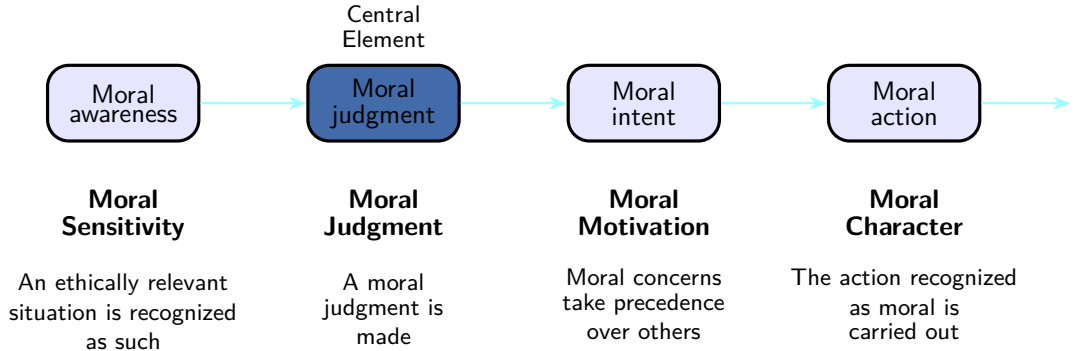 Central
Element
Moral
awareness
Moral
judgment
Moral
intent
Moral
action
Moral
Sensitivity
Moral
Judgment
Moral
Motivation
Moral
Character
An ethically relevant
situation is recognized
as such
A moral
judgment is
made
Moral concerns
take precedence
over others
The action recognized
as moral is
carried out